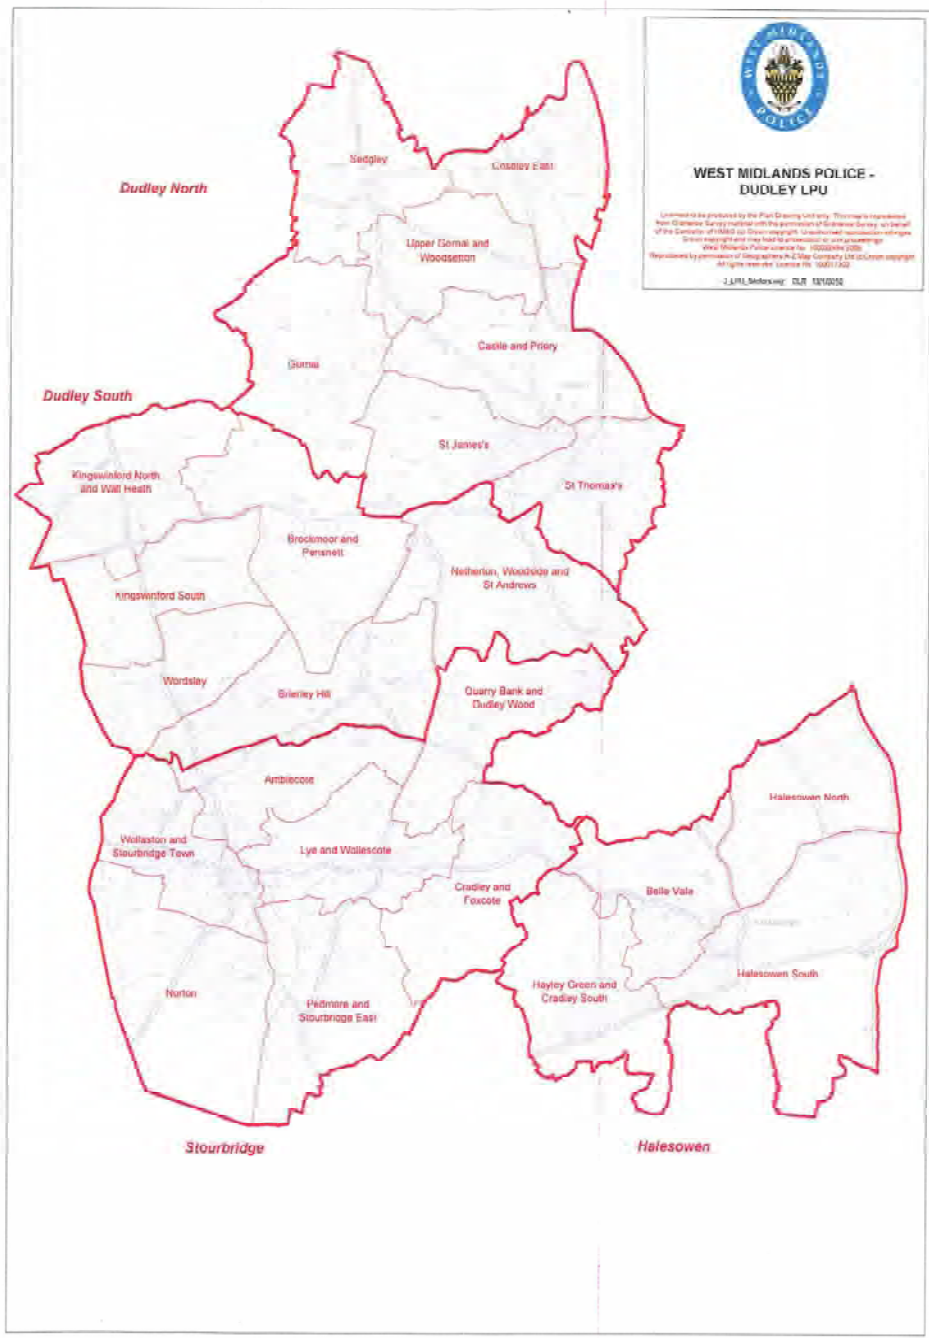 WEST MIDLANDS
POLICE
WEST MIDLANDS POLICE -
DUDLEY LPU
Sedgley
Coseley East
Dudley North
Upper Gornal and
Woodsetton
Castle and Priory
Gornal
Dudley South
St James's
Kingswinford North
and Wall Heath
St Thomas's
Brockmoor and
Pensnett
Netherton, Woodside and
St Andrews
Kingswinford South
Wordsley
Brierley Hill
Quarry Bank and
Dudley Wood
Amblecote
Halesowen North
Wollaston and
Stourbridge Town
Lye and Wollescote
Cradley and
Foxcote
Belle Vale
Halesowen South
Hayley Green and
Cradley South
Norton
Pedmore and
Stourbridge East
Stourbridge
Halesowen